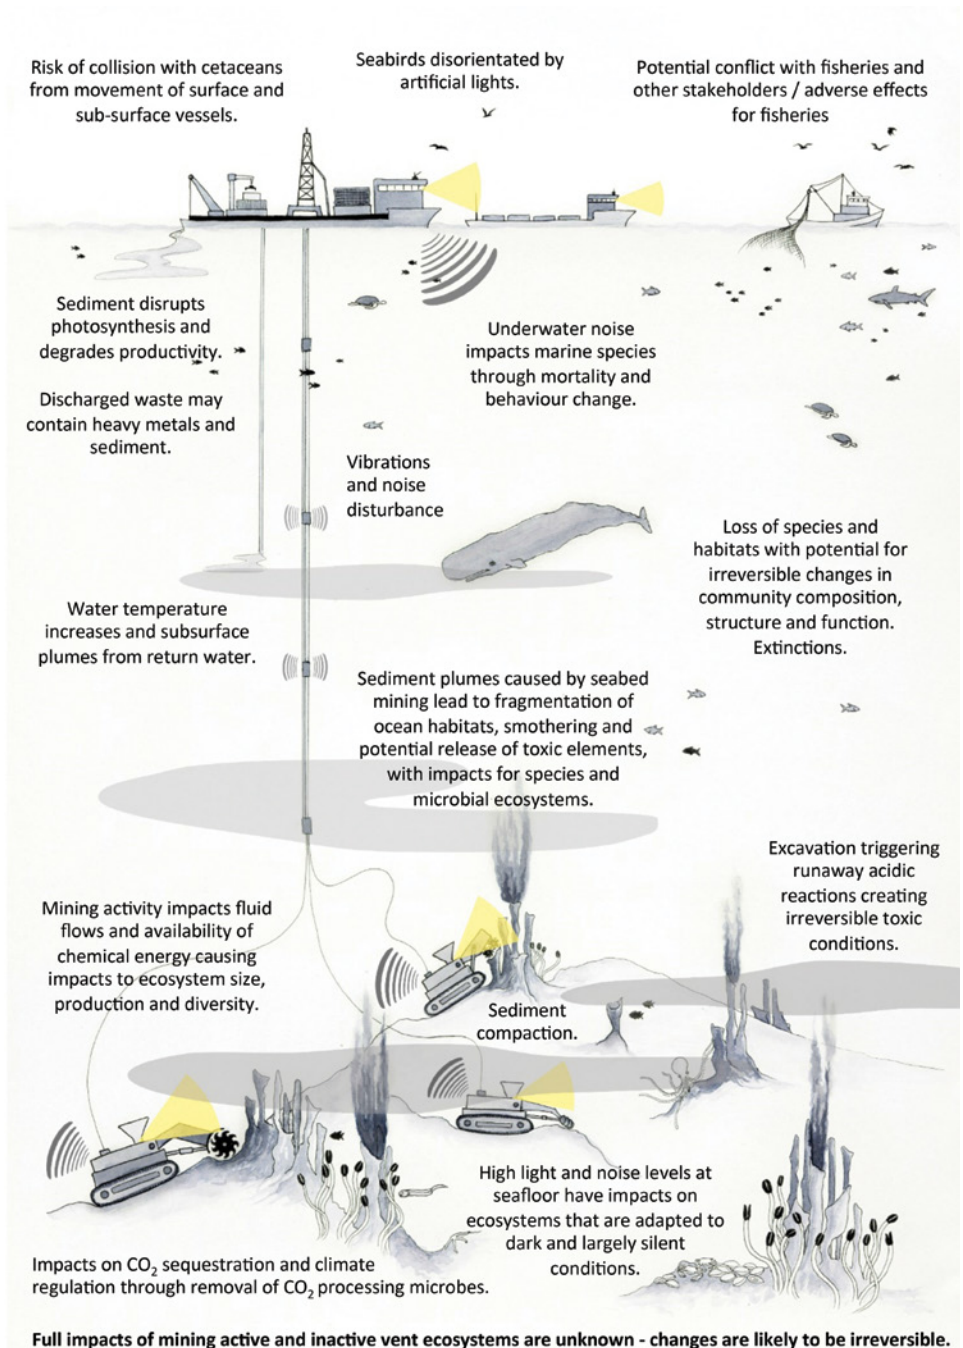 Risk of collision with cetaceans
from movement of surface and
sub-surface vessels.
Seabirds disorientated by
artificial lights.
Potential conflict with fisheries and
other stakeholders / adverse effects
for fisheries
Sediment disrupts
photosynthesis and
degrades productivity.
Underwater noise
impacts marine species
through mortality and
behaviour change.
Discharged waste may
contain heavy metals and
sediment.
Vibrations
and noise
disturbance
Loss of species and
habitats with potential for
irreversible changes in
community composition,
structure and function.
Extinctions.
Water temperature
increases and subsurface
plumes from return water.
Sediment plumes caused by seabed
mining lead to fragmentation of
ocean habitats, smothering and
potential release of toxic elements,
with impacts for species and
microbial ecosystems.
Excavation triggering
runaway acidic
reactions creating
irreversible toxic
conditions.
Mining activity impacts fluid
flows and availability of
chemical energy causing
impacts to ecosystem size,
production and diversity.
Sediment
compaction.
High light and noise levels at
seafloor have impacts on
ecosystems that are adapted to
dark and largely silent
conditions.
Impacts on CO₂ sequestration and climate
regulation through removal of CO₂ processing microbes.
Full impacts of mining active and inactive vent ecosystems are unknown - changes are likely to be irreversible.